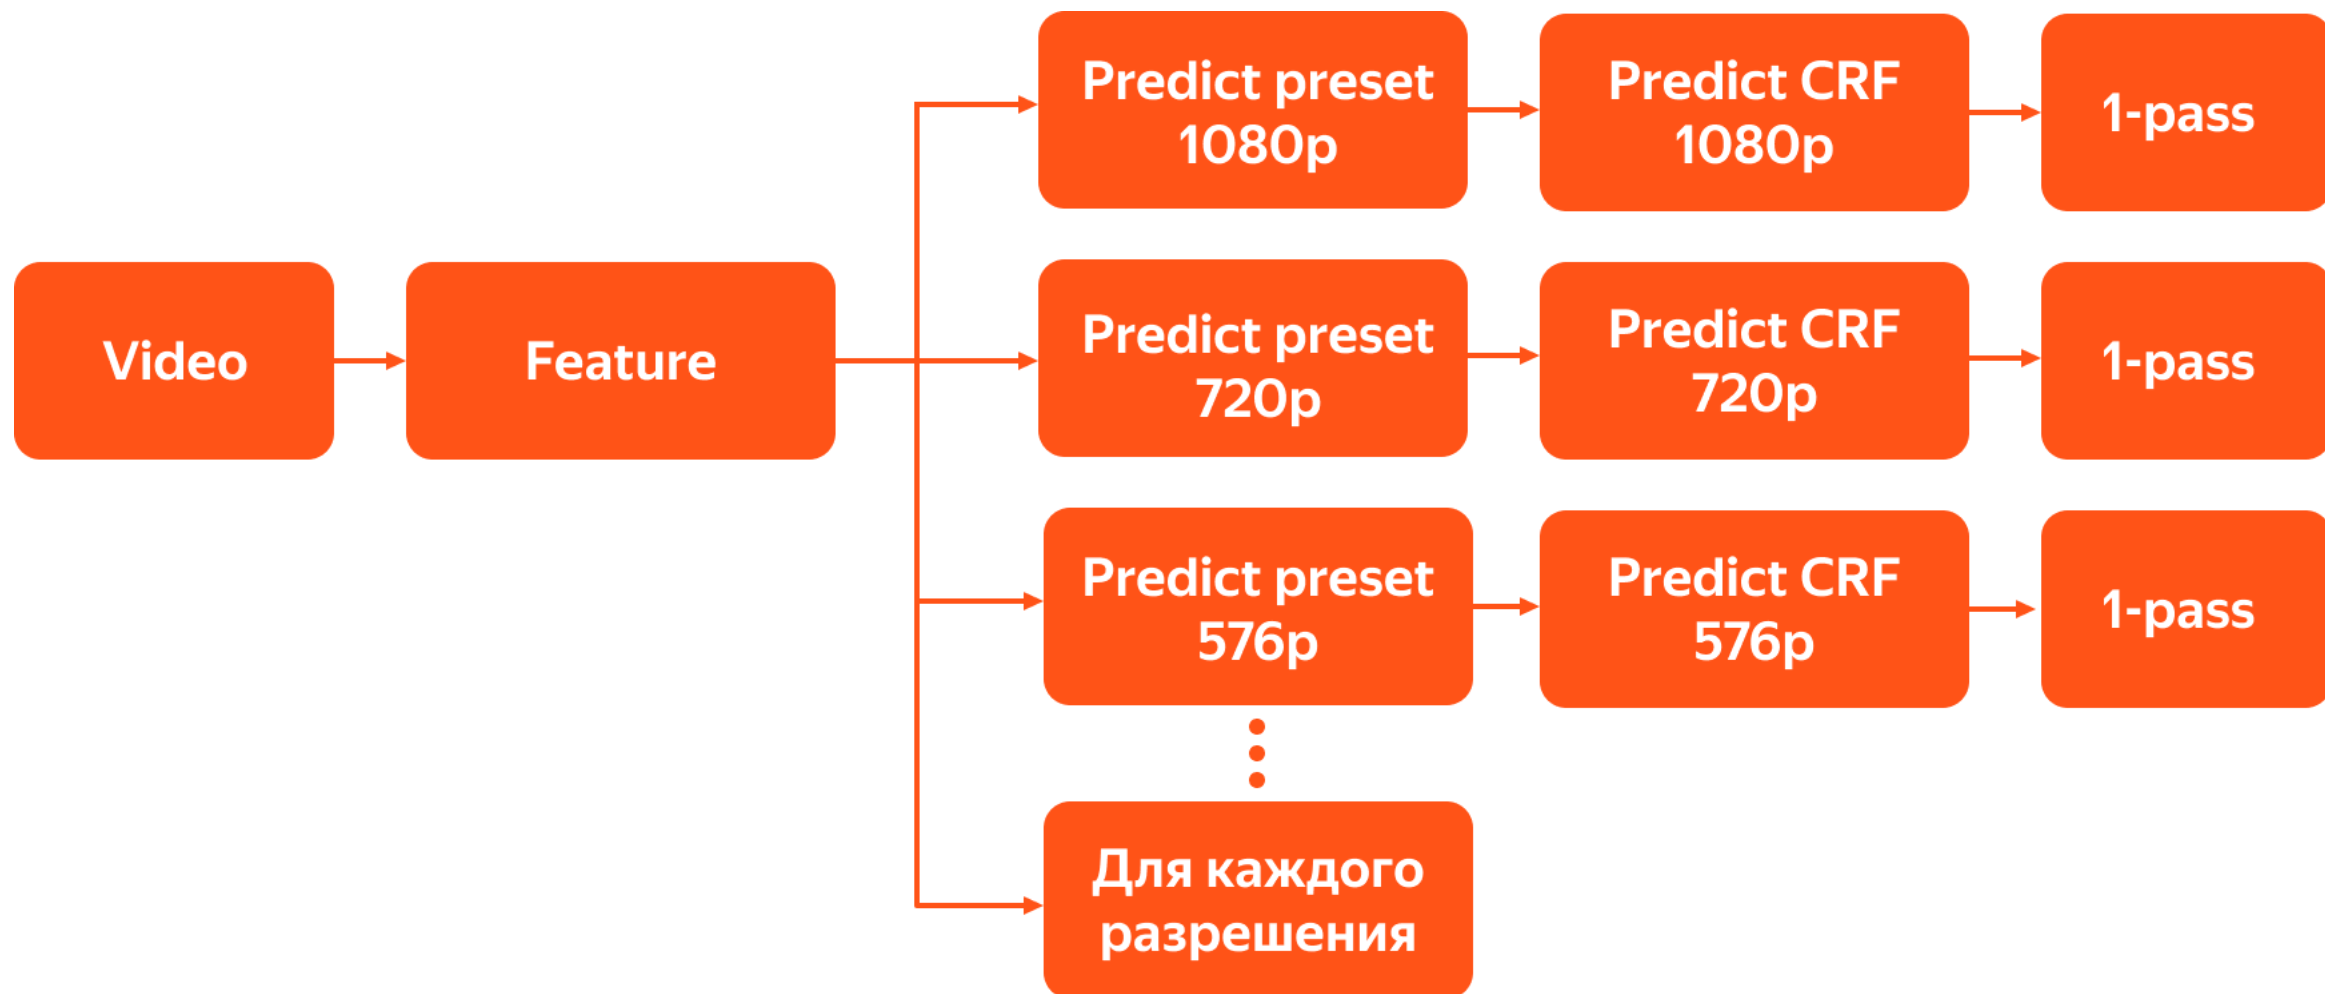 Video
Feature
Predict preset
1080p
Predict CRF
1080p
1-pass
Predict preset
720p
Predict CRF
720p
1-pass
Predict preset
576p
Predict CRF
576p
1-pass
Для каждого
разрешения